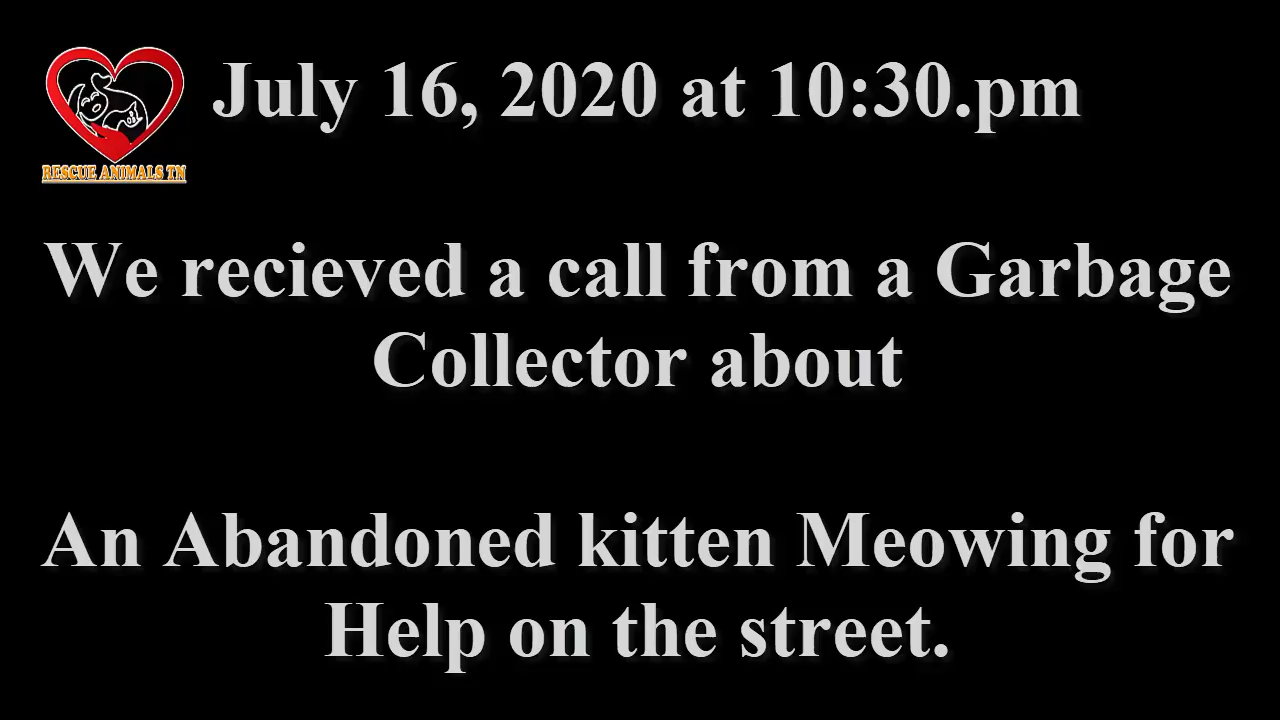 July 16, 2020 at 10:30.pm
RESCUE ANIMALS TN
We recieved a call from a Garbage
Collector about
An Abandoned kitten Meowing for
Help on the street.